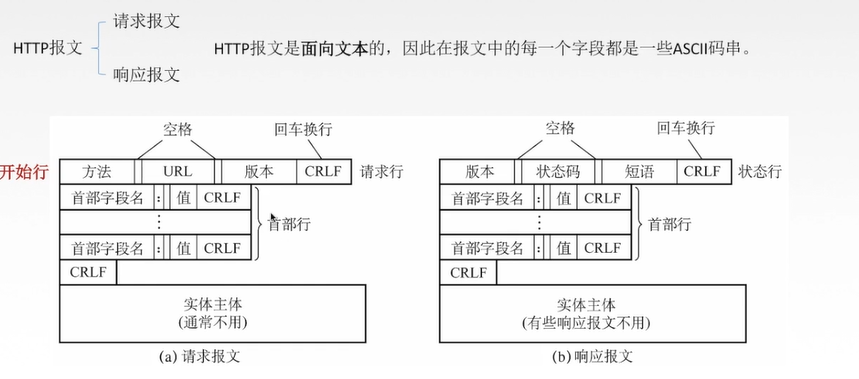 请求报文
HTTP报文
HTTP报文是面向文本的，因此在报文中的每一个字段都是一些ASCII码串。
响应报文
空格 回车换行
空格 回车换行
开始行
方法 URL 版本 CRLF 请求行
版本 状态码 短语 CRLF 状态行
首部字段名 : 值 CRLF
首部字段名 : 值 CRLF
⋮
首部行
⋮
首部行
首部字段名 : 值 CRLF
首部字段名 : 值 CRLF
CRLF
CRLF
实体主体
(通常不用)
实体主体
(有些响应报文不用)
(a) 请求报文
(b) 响应报文